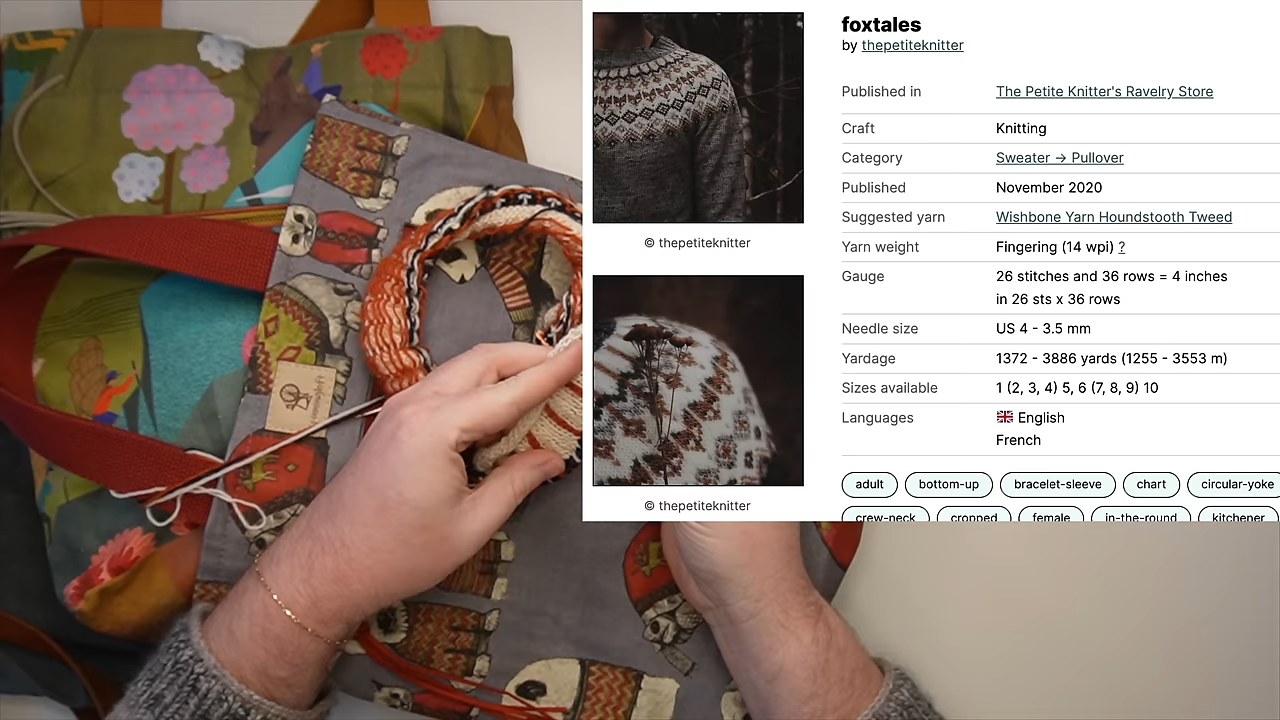 foxtales
by thepetiteknitter
Published in The Petite Knitter's Ravelry Store
Craft Knitting
Category Sweater → Pullover
Published November 2020
Suggested yarn Wishbone Yarn Houndstooth Tweed
Yarn weight Fingering (14 wpi) ?
Gauge 26 stitches and 36 rows = 4 inches
in 26 sts x 36 rows
Needle size US 4 - 3.5 mm
Yardage 1372 - 3886 yards (1255 - 3553 m)
Sizes available 1 (2, 3, 4) 5, 6 (7, 8, 9) 10
Languages English
French
adult bottom-up bracelet-sleeve chart circular-yoke
crew-neck cropped female in-the-round kitchener
© thepetiteknitter
© thepetiteknitter